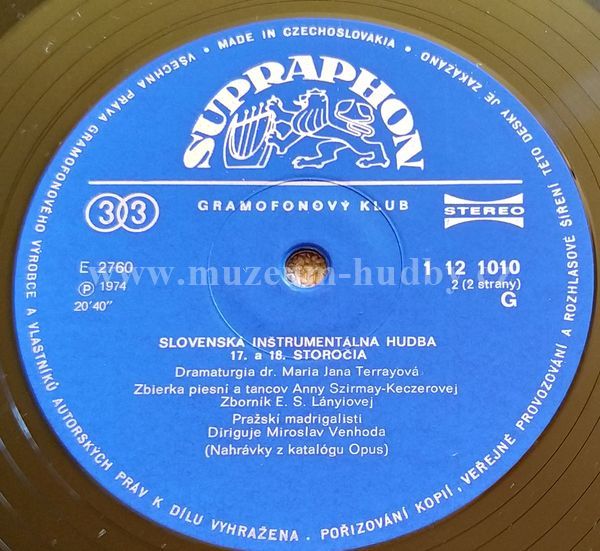 VŠECHNA PRÁVA GRAMOFONOVÉHO VÝROBCE A VLASTNÍKŮ AUTORSKÝCH PRÁV K DÍLU VYHRAŽENA • POŘIZOVÁNÍ KOPIÍ, VEŘEJNÉ PROVOZOVÁNÍ A ROZHLASOVÉ ŠÍŘENÍ TÉTO DESKY JE ZAKÁZÁNO • MADE IN CZECHOSLOVAKIA •
SUPRAPHON
33
GRAMOFONOVÝ KLUB
STEREO
E 2760
1 12 1010
Ⓟ 1974
2 (2 strany)
20'40"
G
www.muzeum-hudby
SLOVENSKÁ INŠTRUMENTÁLNA HUDBA
17. a 18. STOROČIA
Dramaturgia dr. Maria Jana Terrayová
Zbierka piesní a tancov Anny Szirmay-Keczerovej
Zborník E. S. Lányiovej
Pražskí madrigalisti
Diriguje Miroslav Venhoda
(Nahrávky z katalógu Opus)